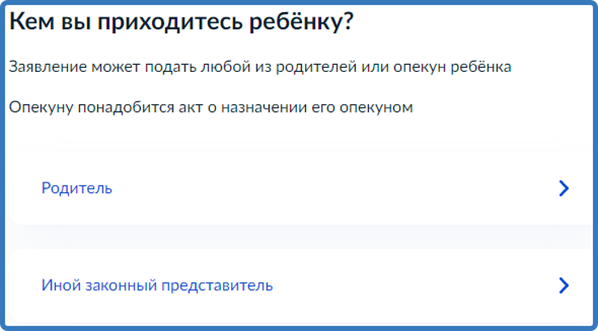 Кем вы приходитесь ребёнку?
Заявление может подать любой из родителей или опекун ребёнка
Опекуну понадобится акт о назначении его опекуном
Родитель
Иной законный представитель